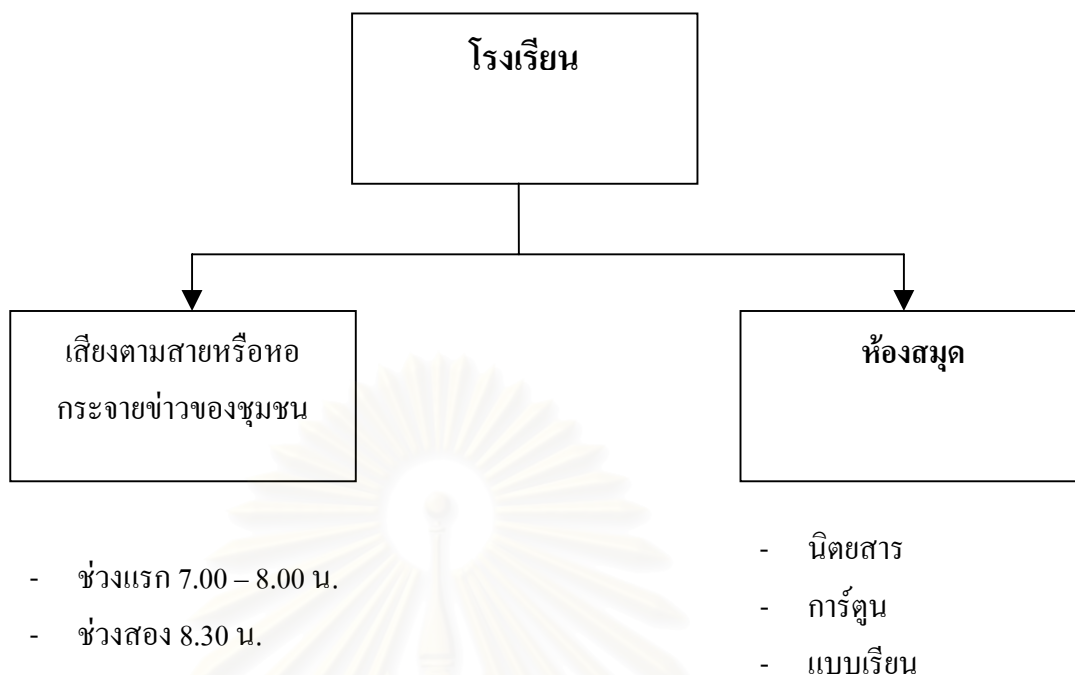 โรงเรียน
เสียงตามสายหรือหอ
กระจายข่าวของชุมชน
ห้องสมุด
- ช่วงแรก 7.00 – 8.00 น.
- ช่วงสอง 8.30 น.
- นิตยสาร
- การ์ตูน
- แบบเรียน